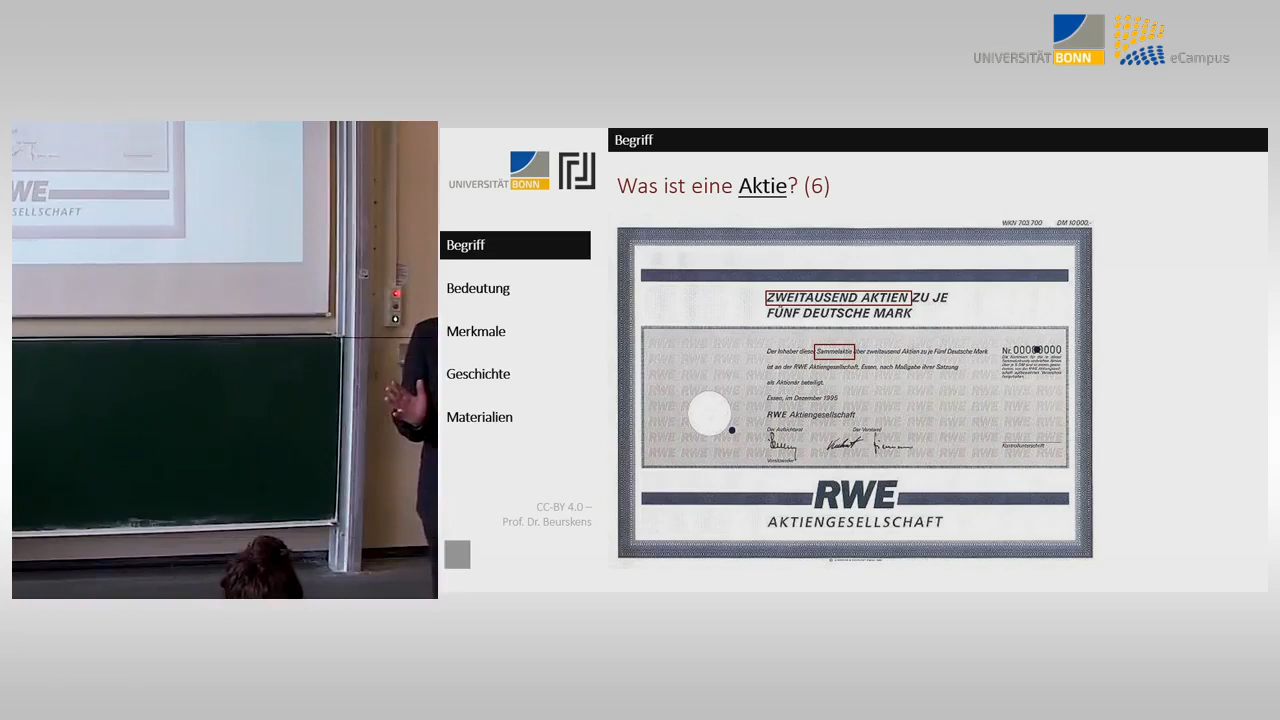 UNIVERSITÄT BONN eCampus
WE
GESELLSCHAFT
UNIVERSITÄT BONN
Begriff
Bedeutung
Merkmale
Geschichte
Materialien
CC-BY 4.0 –
Prof. Dr. Beurskens
Begriff
Was ist eine Aktie? (6)
WKN 703 700 DM 10 000,-
ZWEITAUSEND AKTIEN ZU JE
FÜNF DEUTSCHE MARK
Der Inhaber dieser Sammelaktie über zweitausend Aktien zu je Fünf Deutsche Mark
ist an der RWE Aktiengesellschaft, Essen, nach Maßgabe ihrer Satzung
als Aktionär beteiligt.
Essen, im Dezember 1995
RWE Aktiengesellschaft
Der Aufsichtsrat Der Vorstand
Vorsitzender
Kontrollunterschrift
RWE
AKTIENGESELLSCHAFT